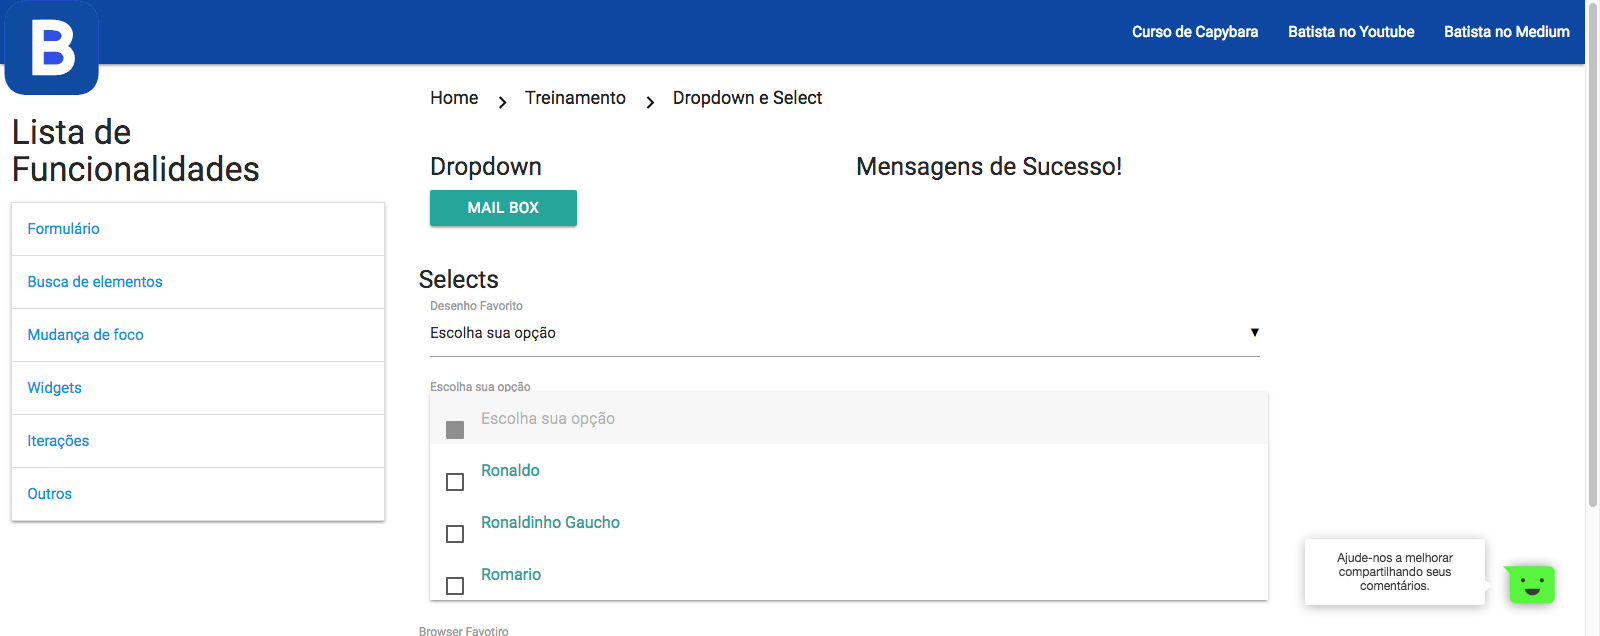 B
Curso de Capybara
Batista no Youtube
Batista no Medium
Home
Treinamento
Dropdown e Select
Lista de
Funcionalidades
Formulário
Busca de elementos
Mudança de foco
Widgets
Iterações
Outros
Dropdown
MAIL BOX
Mensagens de Sucesso!
Selects
Desenho Favorito
Escolha sua opção
Escolha sua opção
Escolha sua opção
Ronaldo
Ronaldinho Gaucho
Romario
Browser Favotiro
Ajude-nos a melhorar
compartilhando seus
comentários.